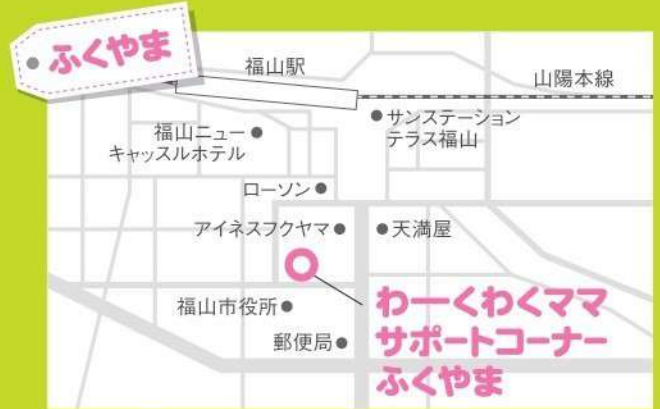 ふくやま
福山駅
山陽本線
サンステーション
テラス福山
福山ニュー
キャッスルホテル
ローソン
アイネスフクヤマ
天満屋
福山市役所
郵便局
わーくわくママ
サポートコーナー
ふくやま